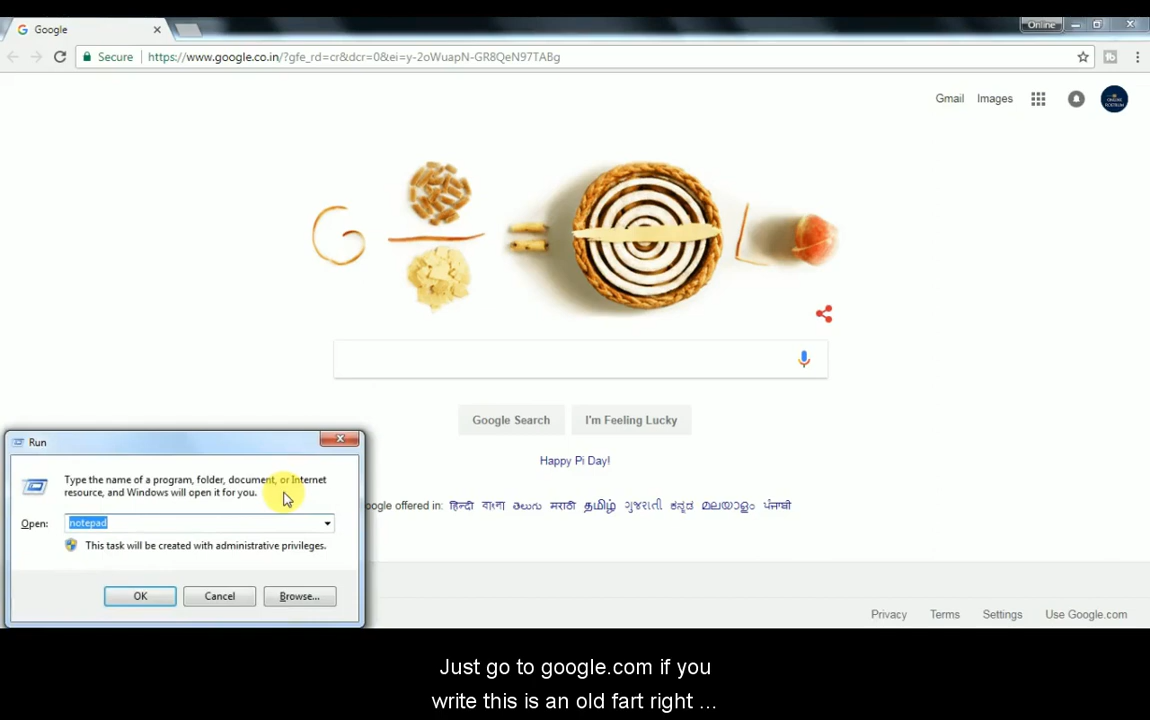 Google
Online
Secure
https://www.google.co.in/?gfe_rd=cr&dcr=0&ei=y-2oWuapN-GR8QeN97TABg
Gmail Images
Google Search I'm Feeling Lucky
Happy Pi Day!
oogle offered in: हिन्दी বাংলা తెలుగు मराठी தமிழ் ગુજરાતી ಕನ್ನಡ മലയാളം ਪੰਜਾਬੀ
Run
Type the name of a program, folder, document, or Internet
resource, and Windows will open it for you.
Open: notepad
This task will be created with administrative privileges.
OK Cancel Browse...
Privacy Terms Settings Use Google.com
Just go to google.com if you
write this is an old fart right ...